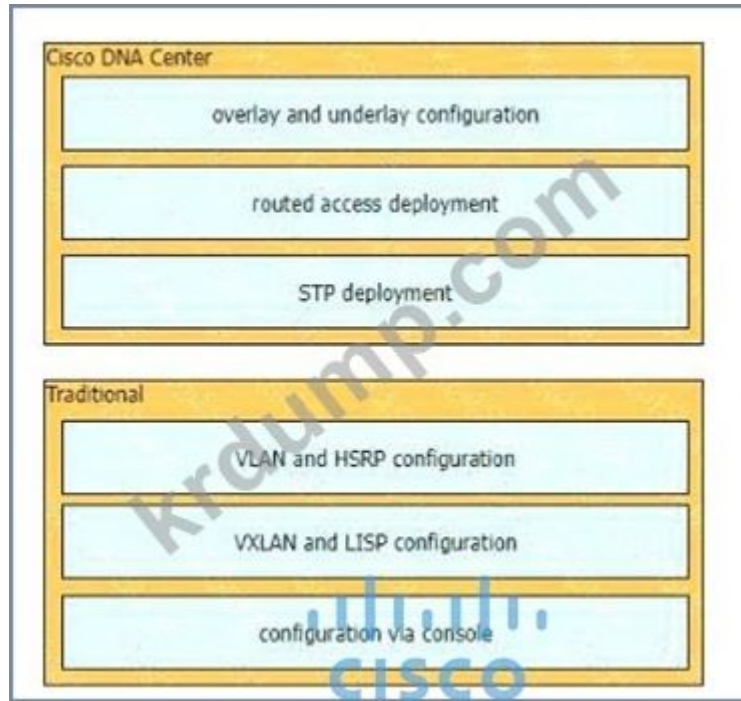 Cisco DNA Center
overlay and underlay configuration
routed access deployment
STP deployment
Traditional
VLAN and HSRP configuration
VXLAN and LISP configuration
configuration via console
krdump.com
CISCO